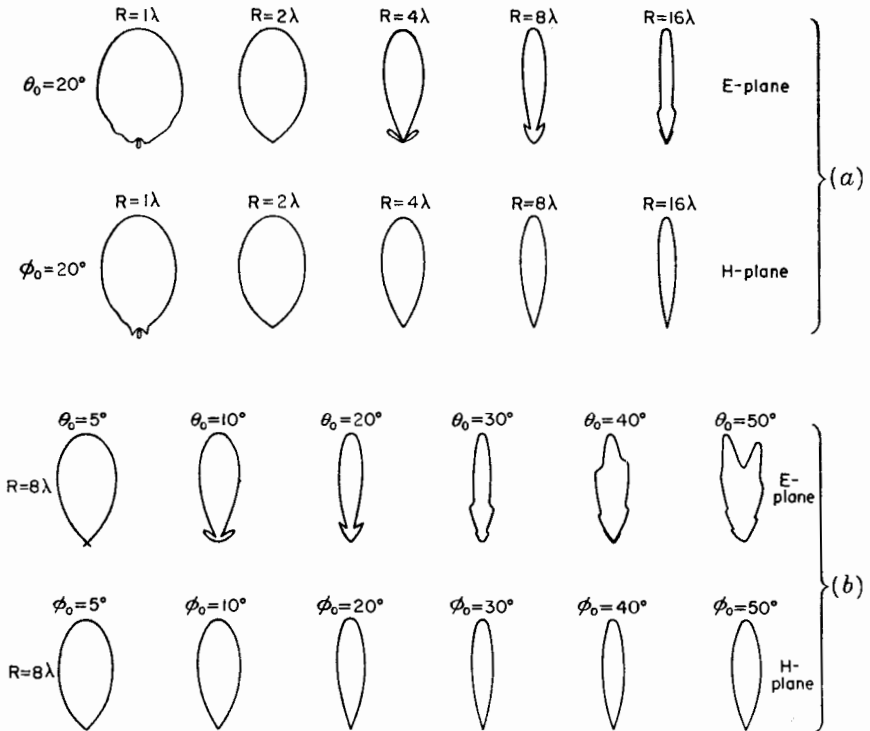 R=1λ R=2λ R=4λ R=8λ R=16λ
θ₀=20° E-plane
(a)
R=1λ R=2λ R=4λ R=8λ R=16λ
ϕ₀=20° H-plane
θ₀=5° θ₀=10° θ₀=20° θ₀=30° θ₀=40° θ₀=50°
R=8λ E-
plane
(b)
ϕ₀=5° ϕ₀=10° ϕ₀=20° ϕ₀=30° ϕ₀=40° ϕ₀=50°
R=8λ H-
plane